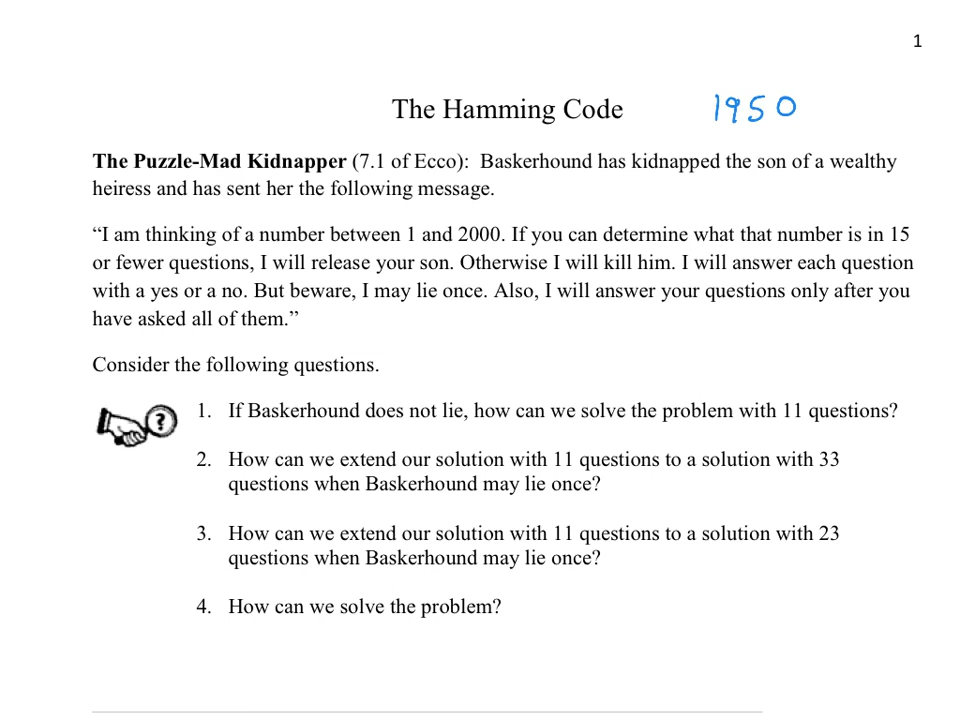 1
The Hamming Code 1950
The Puzzle-Mad Kidnapper (7.1 of Ecco): Baskerhound has kidnapped the son of a wealthy
heiress and has sent her the following message.
“I am thinking of a number between 1 and 2000. If you can determine what that number is in 15
or fewer questions, I will release your son. Otherwise I will kill him. I will answer each question
with a yes or a no. But beware, I may lie once. Also, I will answer your questions only after you
have asked all of them.”
Consider the following questions.
?
1. If Baskerhound does not lie, how can we solve the problem with 11 questions?
2. How can we extend our solution with 11 questions to a solution with 33
questions when Baskerhound may lie once?
3. How can we extend our solution with 11 questions to a solution with 23
questions when Baskerhound may lie once?
4. How can we solve the problem?